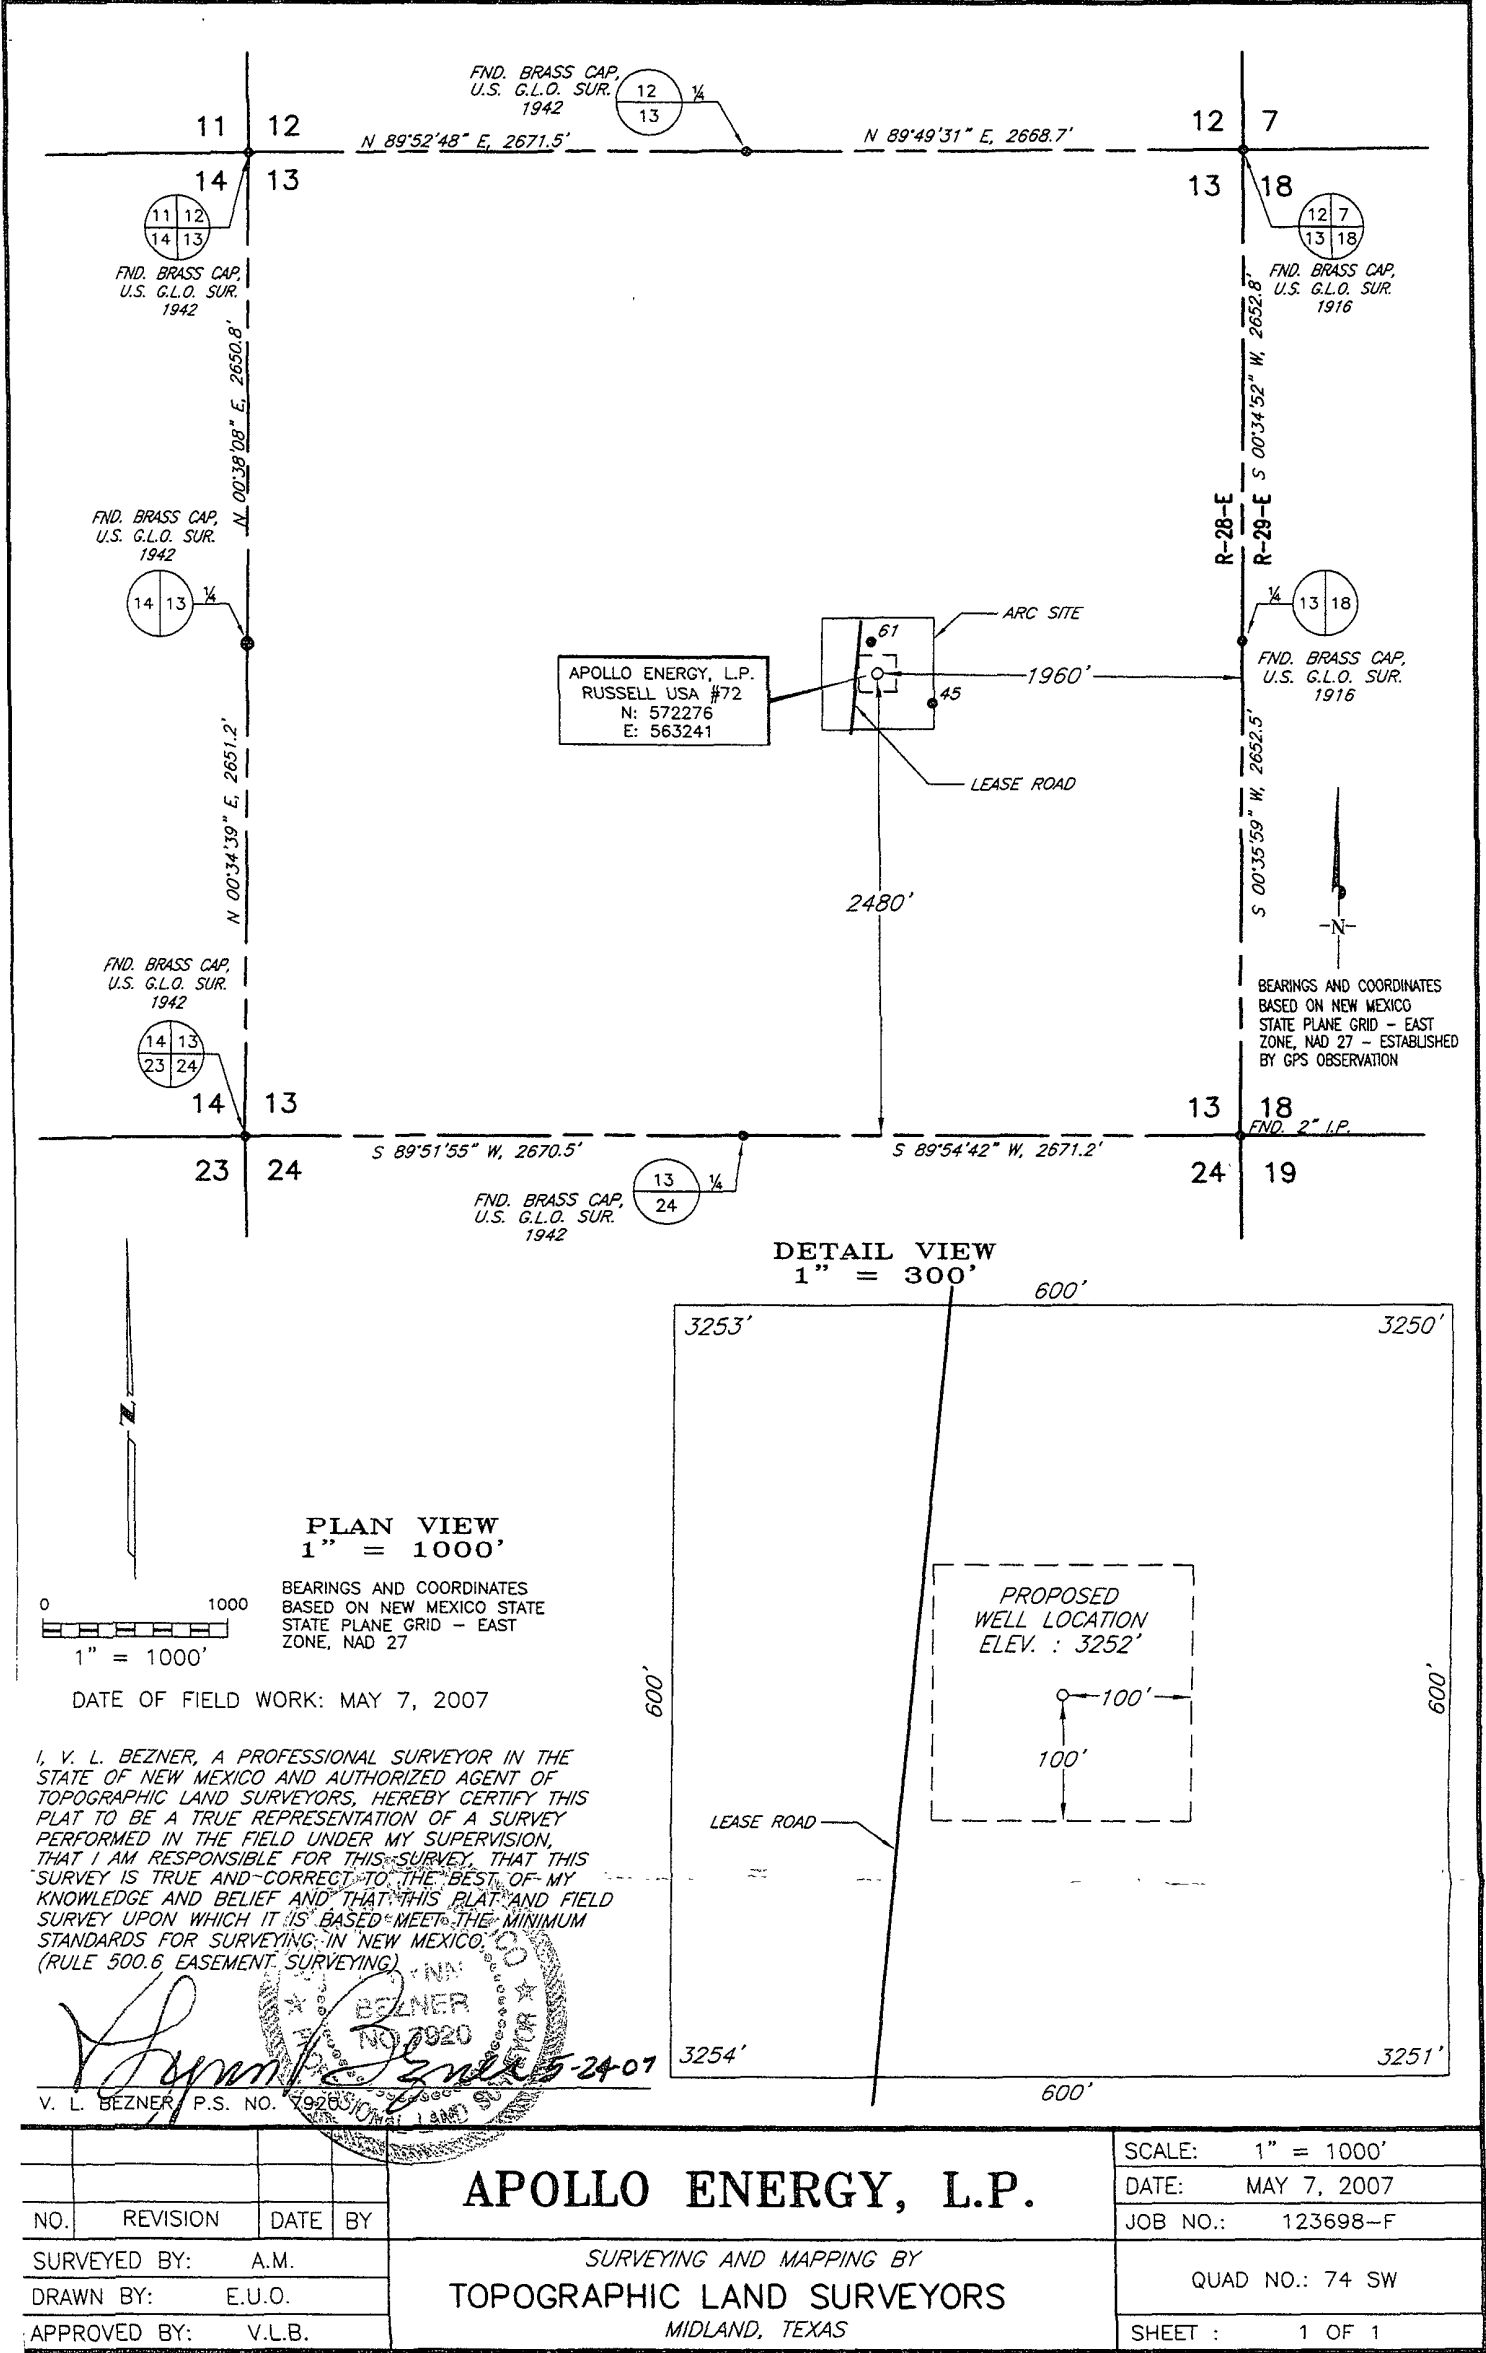 FND. BRASS CAP,
U.S. G.L.O. SUR.
1942
12
13
1/4
11 12
N 89°52'48" E, 2671.5'
N 89°49'31" E, 2668.7'
12 7
14 13
13 18
11 12
14 13
FND. BRASS CAP,
U.S. G.L.O. SUR.
1942
12 7
13 18
FND. BRASS CAP,
U.S. G.L.O. SUR.
1916
N 00°38'08" E, 2650.8'
S 00°34'52" W, 2652.8'
R-28-E
R-29-E
FND. BRASS CAP,
U.S. G.L.O. SUR.
1942
14 13
1/4
1/4
13 18
FND. BRASS CAP,
U.S. G.L.O. SUR.
1916
ARC SITE
61
1960'
45
APOLLO ENERGY, L.P.
RUSSELL USA #72
N: 572276
E: 563241
LEASE ROAD
2480'
N 00°34'39" E, 2651.2'
S 00°35'59" W, 2652.5'
-N-
BEARINGS AND COORDINATES
BASED ON NEW MEXICO
STATE PLANE GRID - EAST
ZONE, NAD 27 - ESTABLISHED
BY GPS OBSERVATION
FND. BRASS CAP,
U.S. G.L.O. SUR.
1942
14 13
23 24
14 13
13 18
FND. 2" I.P.
S 89°51'55" W, 2670.5'
S 89°54'42" W, 2671.2'
23 24
24 19
13
24
1/4
FND. BRASS CAP,
U.S. G.L.O. SUR.
1942
DETAIL VIEW
1" = 300'
600'
3253'
3250'
N
PLAN VIEW
1" = 1000'
BEARINGS AND COORDINATES
BASED ON NEW MEXICO STATE
STATE PLANE GRID - EAST
ZONE, NAD 27
0 1000
1" = 1000'
DATE OF FIELD WORK: MAY 7, 2007
PROPOSED
WELL LOCATION
ELEV. : 3252'
100'
100'
600'
600'
LEASE ROAD
3254'
3251'
600'
I, V. L. BEZNER, A PROFESSIONAL SURVEYOR IN THE
STATE OF NEW MEXICO AND AUTHORIZED AGENT OF
TOPOGRAPHIC LAND SURVEYORS, HEREBY CERTIFY THIS
PLAT TO BE A TRUE REPRESENTATION OF A SURVEY
PERFORMED IN THE FIELD UNDER MY SUPERVISION,
THAT I AM RESPONSIBLE FOR THIS SURVEY, THAT THIS
SURVEY IS TRUE AND CORRECT TO THE BEST OF MY
KNOWLEDGE AND BELIEF AND THAT THIS PLAT AND FIELD
SURVEY UPON WHICH IT IS BASED MEET THE MINIMUM
STANDARDS FOR SURVEYING IN NEW MEXICO.
(RULE 500.6 EASEMENT SURVEYING)
BEZNER
NO. 7920
V Lynn Bezner 5-24-07
V. L. BEZNER, P.S. NO. 7920
NO. REVISION DATE BY
SURVEYED BY: A.M.
DRAWN BY: E.U.O.
APPROVED BY: V.L.B.
APOLLO ENERGY, L.P.
SURVEYING AND MAPPING BY
TOPOGRAPHIC LAND SURVEYORS
MIDLAND, TEXAS
SCALE: 1" = 1000'
DATE: MAY 7, 2007
JOB NO.: 123698-F
QUAD NO.: 74 SW
SHEET : 1 OF 1